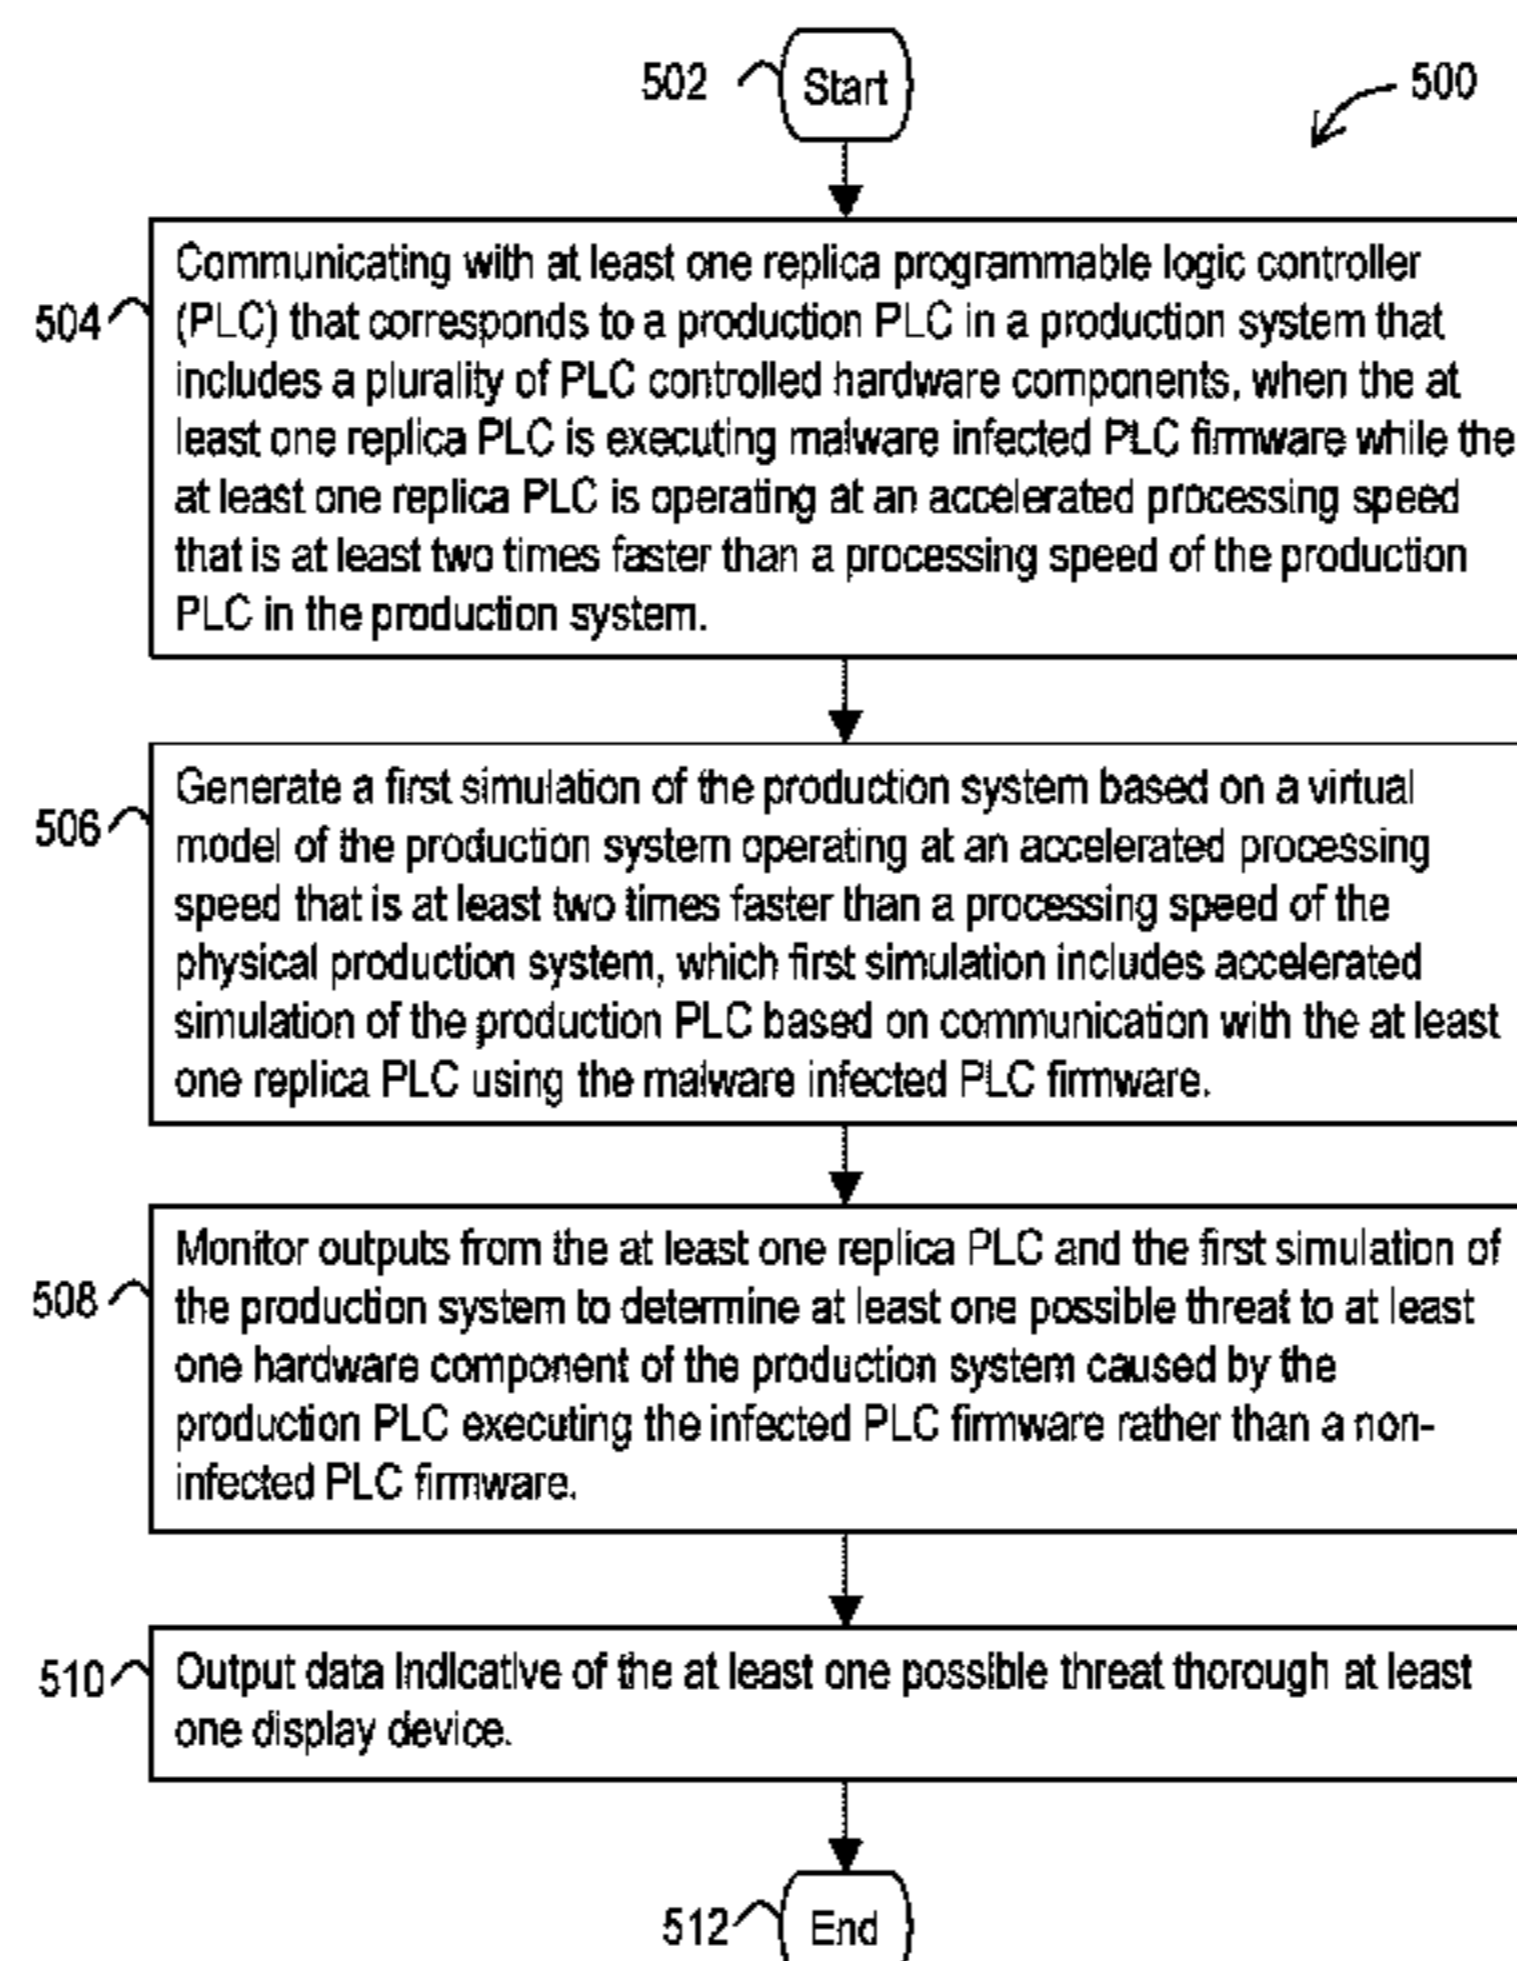 502 Start
500
504
Communicating with at least one replica programmable logic controller
(PLC) that corresponds to a production PLC in a production system that
includes a plurality of PLC controlled hardware components, when the at
least one replica PLC is executing malware infected PLC firmware while the
at least one replica PLC is operating at an accelerated processing speed
that is at least two times faster than a processing speed of the production
PLC in the production system.
506
Generate a first simulation of the production system based on a virtual
model of the production system operating at an accelerated processing
speed that is at least two times faster than a processing speed of the
physical production system, which first simulation includes accelerated
simulation of the production PLC based on communication with the at least
one replica PLC using the malware infected PLC firmware.
508
Monitor outputs from the at least one replica PLC and the first simulation of
the production system to determine at least one possible threat to at least
one hardware component of the production system caused by the
production PLC executing the infected PLC firmware rather than a non-
infected PLC firmware.
510
Output data indicative of the at least one possible threat thorough at least
one display device.
512 End